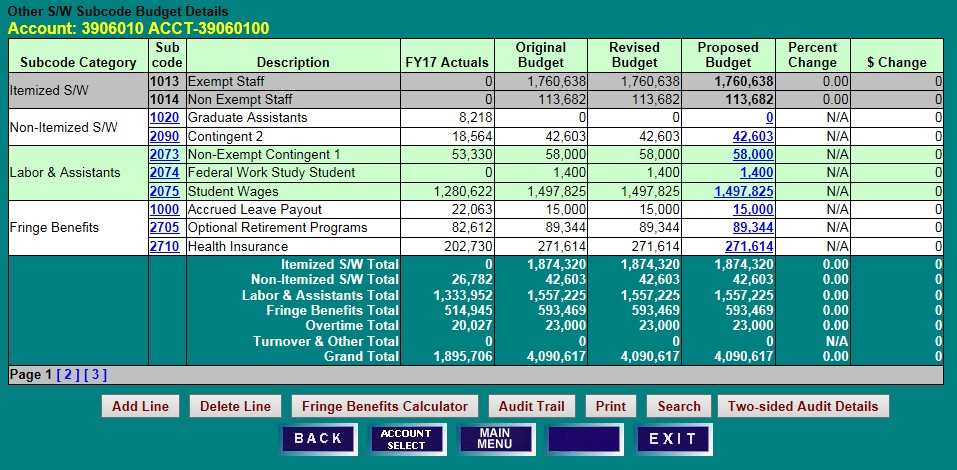 Other S/W Subcode Budget Details
Account: 3906010 ACCT-39060100
Subcode Category Sub code Description FY17 Actuals Original Budget Revised Budget Proposed Budget Percent Change $ Change
Itemized S/W 1013 Exempt Staff 0 1,760,638 1,760,638 1,760,638 0.00 0
1014 Non Exempt Staff 0 113,682 113,682 113,682 0.00 0
Non-Itemized S/W 1020 Graduate Assistants 8,218 0 0 0 N/A 0
2090 Contingent 2 18,564 42,603 42,603 42,603 N/A 0
Labor & Assistants 2073 Non-Exempt Contingent 1 53,330 58,000 58,000 58,000 N/A 0
2074 Federal Work Study Student 0 1,400 1,400 1,400 N/A 0
2075 Student Wages 1,280,622 1,497,825 1,497,825 1,497,825 N/A 0
Fringe Benefits 1000 Accrued Leave Payout 22,063 15,000 15,000 15,000 N/A 0
2705 Optional Retirement Programs 82,612 89,344 89,344 89,344 N/A 0
2710 Health Insurance 202,730 271,614 271,614 271,614 N/A 0
Itemized S/W Total 0 1,874,320 1,874,320 1,874,320 0.00 0
Non-Itemized S/W Total 26,782 42,603 42,603 42,603 0.00 0
Labor & Assistants Total 1,333,952 1,557,225 1,557,225 1,557,225 0.00 0
Fringe Benefits Total 514,945 593,469 593,469 593,469 0.00 0
Overtime Total 20,027 23,000 23,000 23,000 0.00 0
Turnover & Other Total 0 0 0 0 N/A 0
Grand Total 1,895,706 4,090,617 4,090,617 4,090,617 0.00 0
Page 1 [ 2 ] [ 3 ]
Add Line Delete Line Fringe Benefits Calculator Audit Trail Print Search Two-sided Audit Details
BACK ACCOUNT SELECT MAIN MENU EXIT